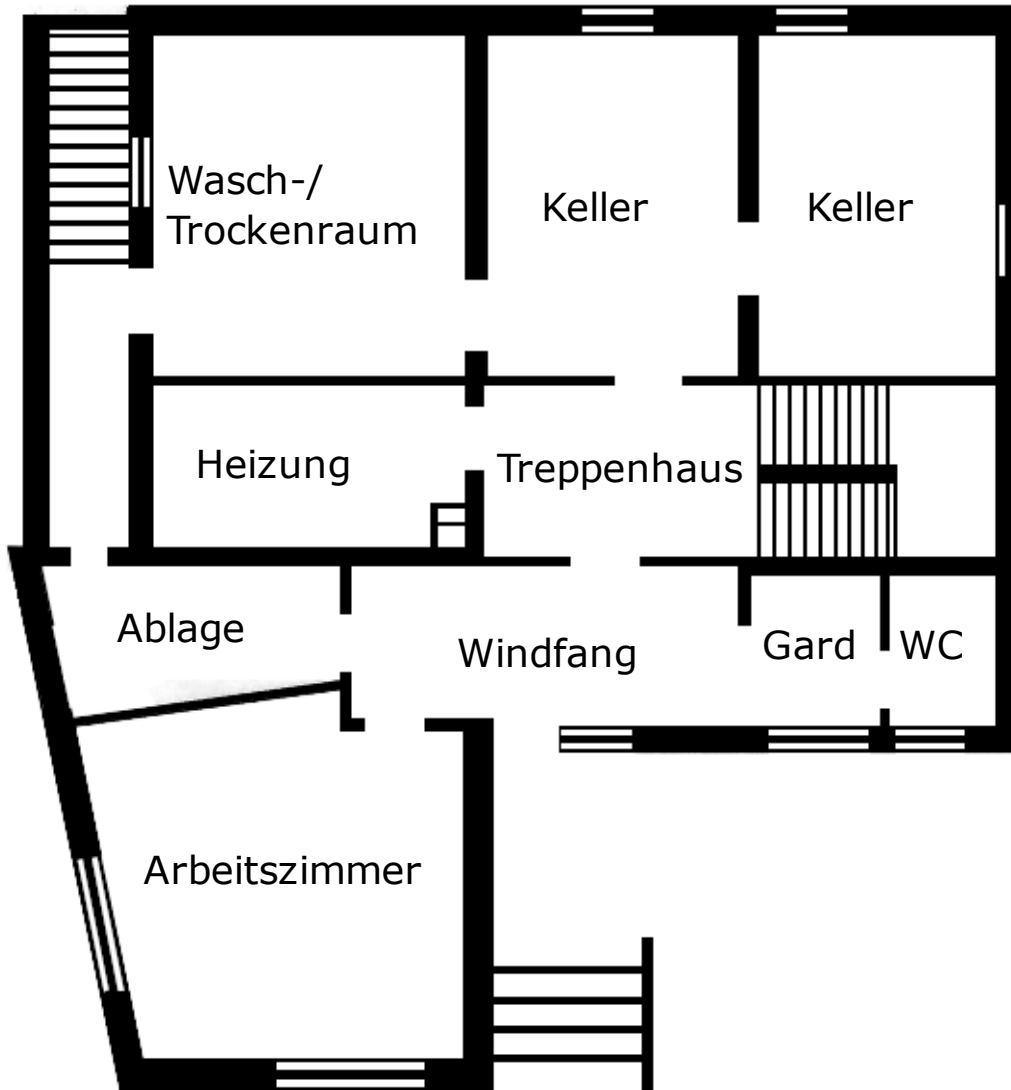 Wasch-/
Trockenraum
Keller
Keller
Heizung
Treppenhaus
Ablage
Windfang
Gard
WC
Arbeitszimmer